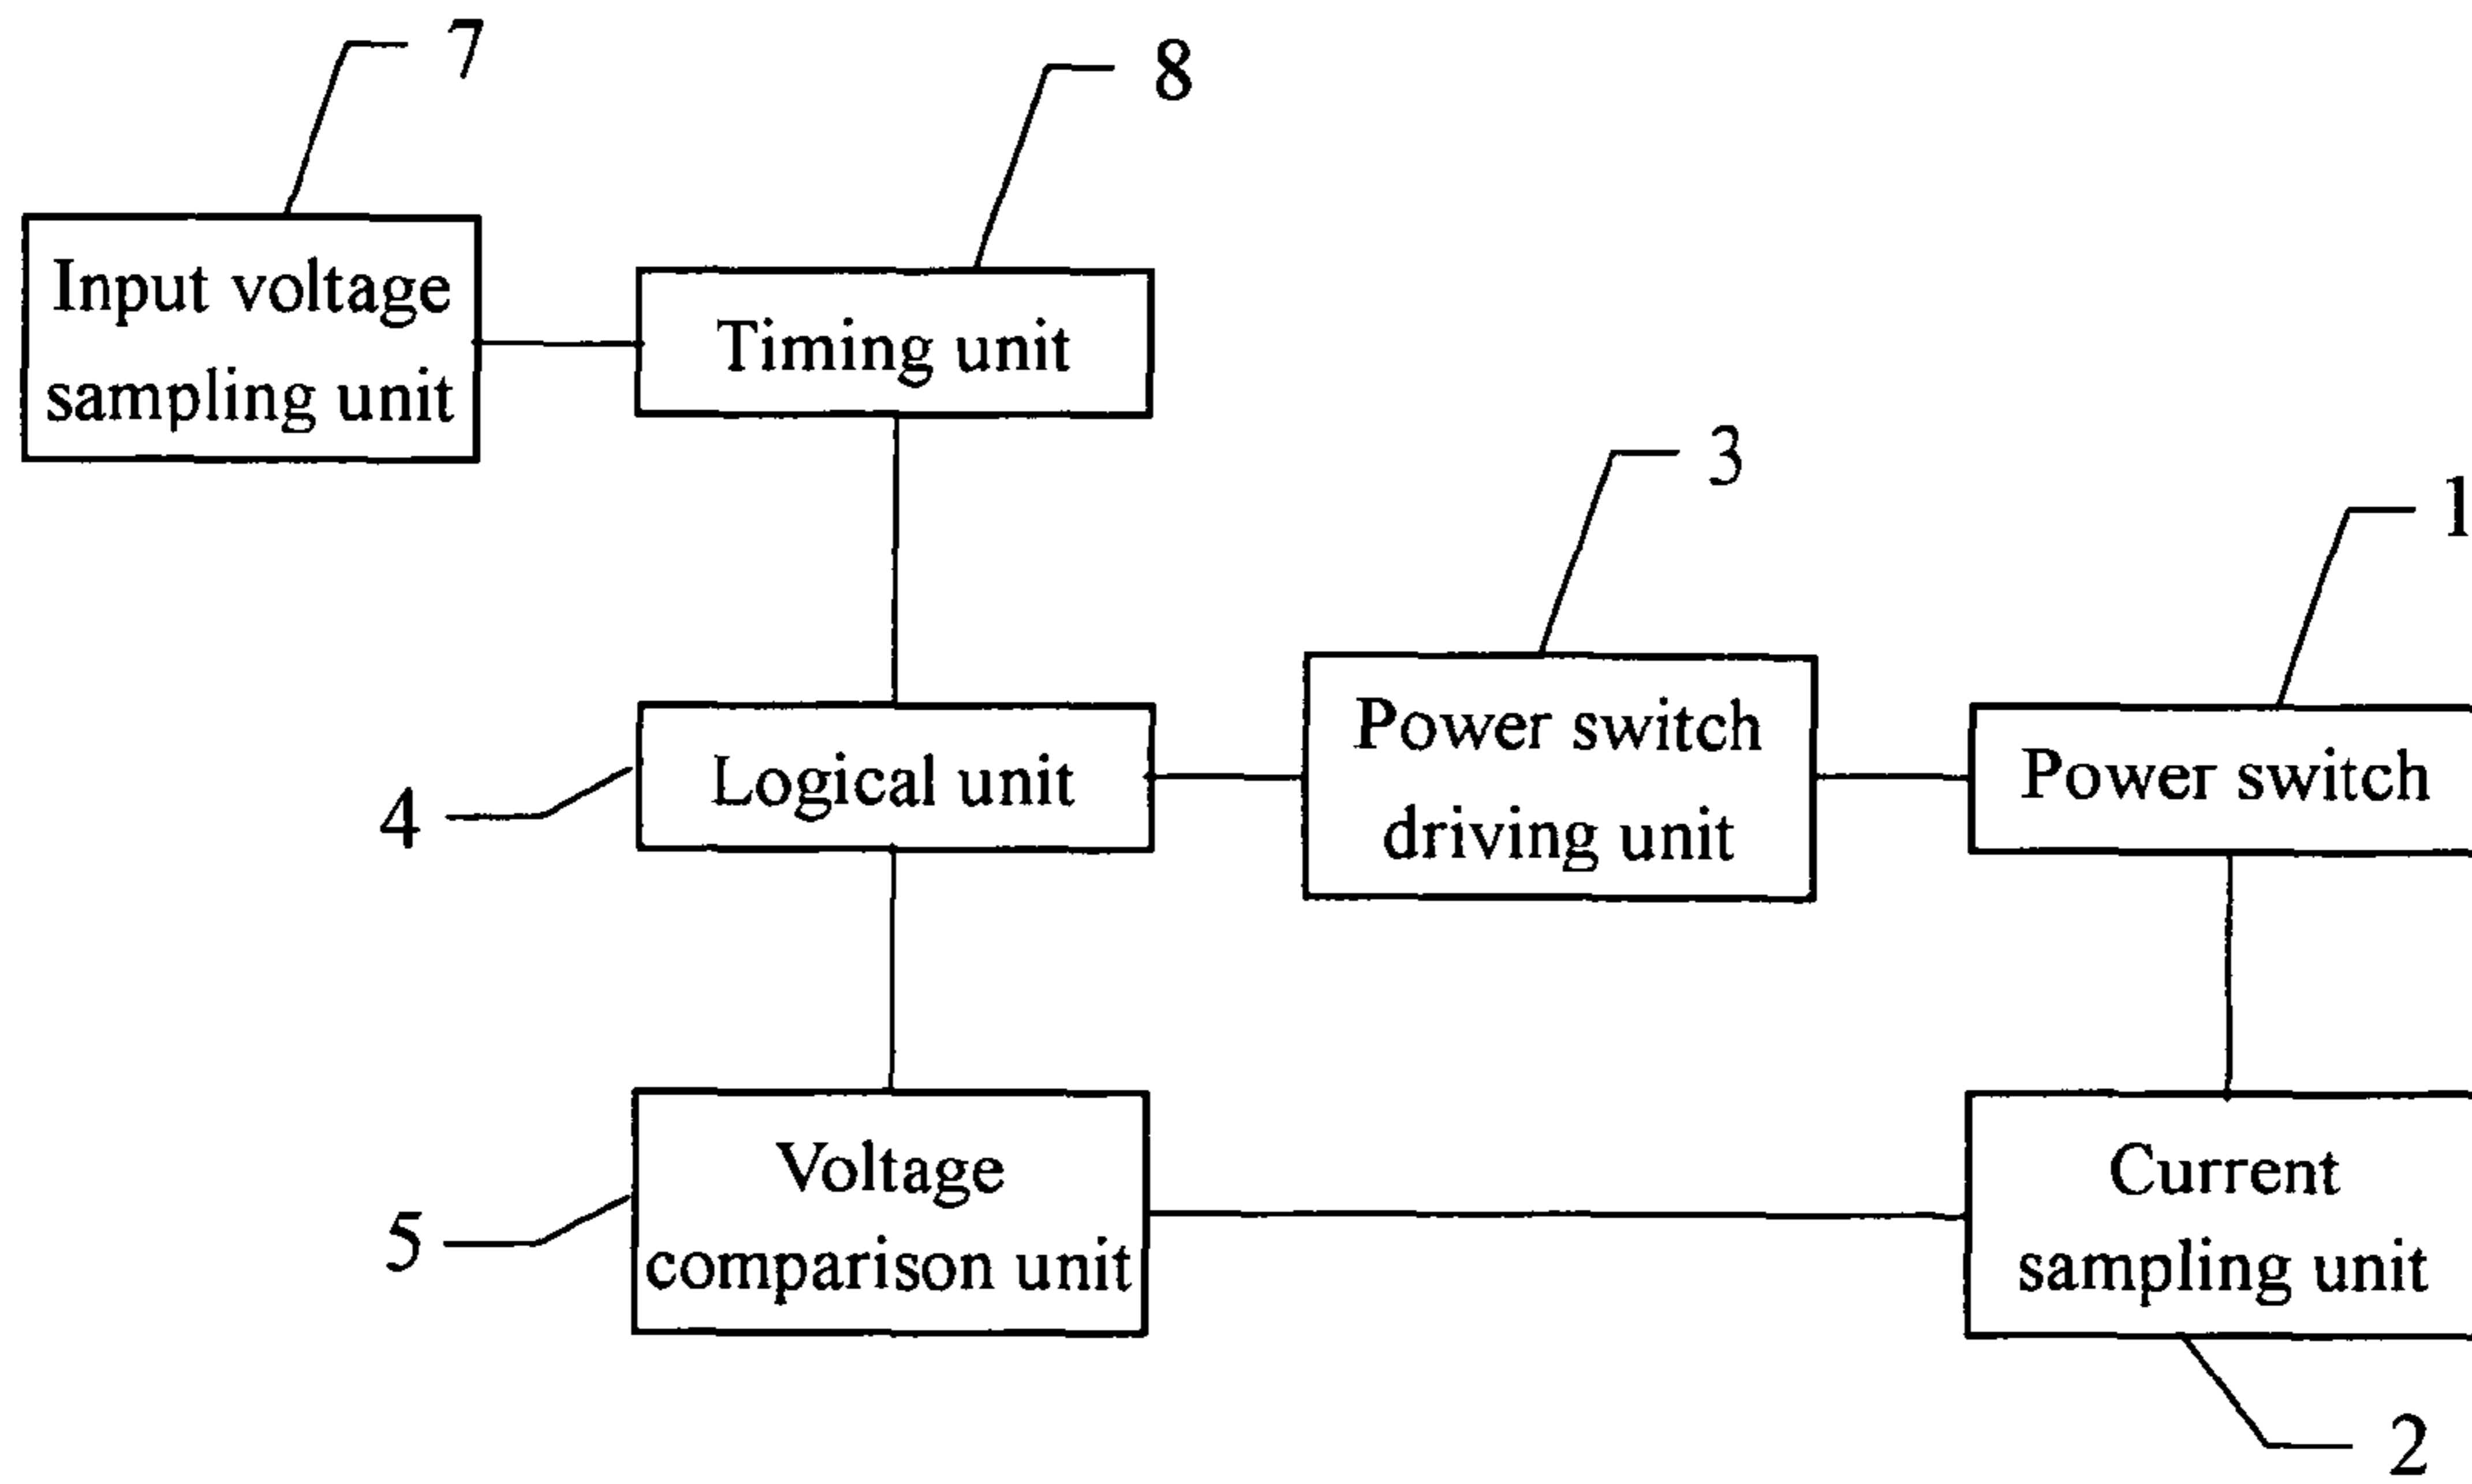 7
8
Input voltage
sampling unit
Timing unit
3
1
Power switch
driving unit
Logical unit
Power switch
4
Voltage
comparison unit
Current
sampling unit
5
2